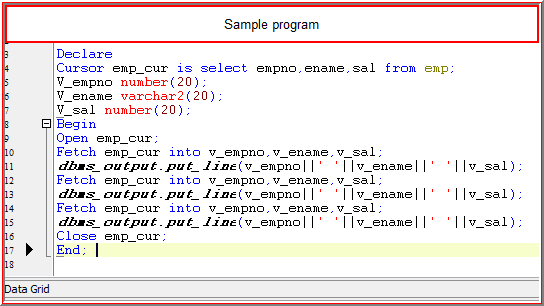 Sample program
3 Declare
4 Cursor emp_cur is select empno,ename,sal from emp;
5 V_empno number(20);
6 V_ename varchar2(20);
7 V_sal number(20);
8 Begin
9 Open emp_cur;
10 Fetch emp_cur into v_empno,v_ename,v_sal;
11 dbms_output.put_line(v_empno||' '||v_ename||' '||v_sal);
12 Fetch emp_cur into v_empno,v_ename,v_sal;
13 dbms_output.put_line(v_empno||' '||v_ename||' '||v_sal);
14 Fetch emp_cur into v_empno,v_ename,v_sal;
15 dbms_output.put_line(v_empno||' '||v_ename||' '||v_sal);
16 Close emp_cur;
17 End;
18
Data Grid